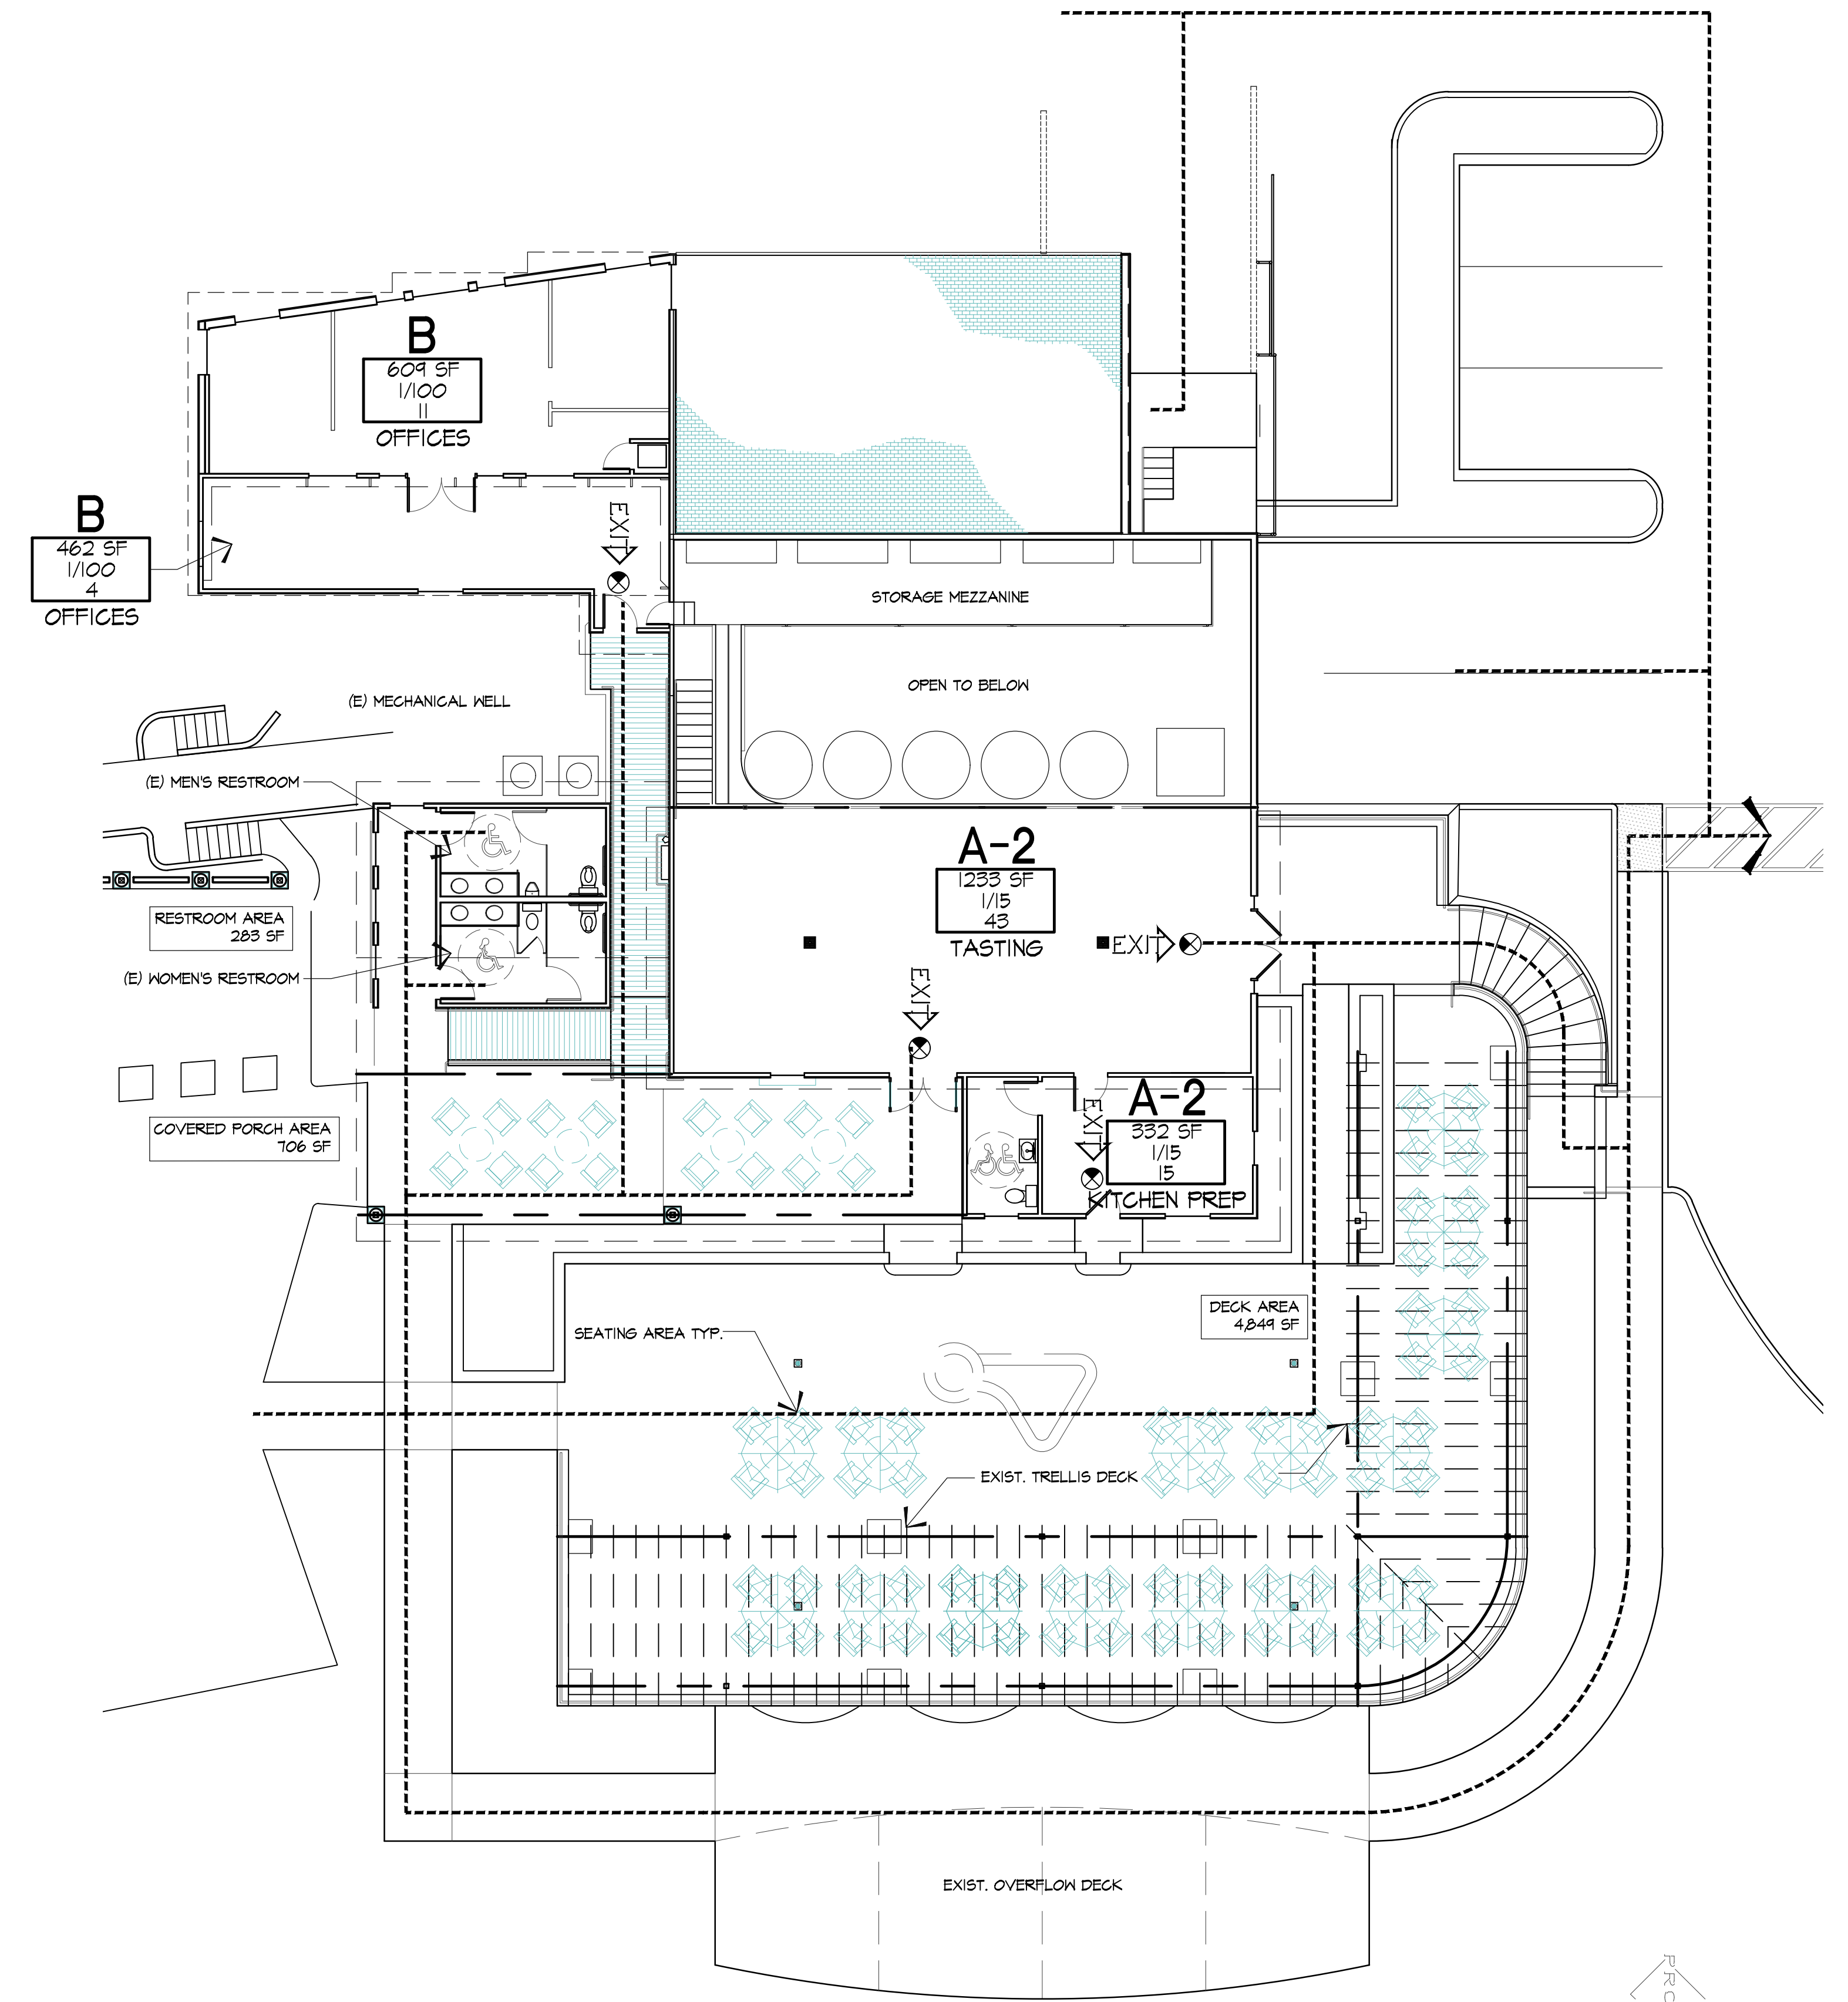 B
609 SF
1/100
11
OFFICES
B
462 SF
1/100
4
OFFICES
EXIT
STORAGE MEZZANINE
OPEN TO BELOW
(E) MECHANICAL WELL
(E) MEN'S RESTROOM
A-2
1233 SF
1/15
43
TASTING
RESTROOM AREA
283 SF
EXIT
(E) WOMEN'S RESTROOM
EXIT
A-2
332 SF
1/15
15
KITCHEN PREP
EXIT
COVERED PORCH AREA
706 SF
DECK AREA
4,849 SF
SEATING AREA TYP.
EXIST. TRELLIS DECK
EXIST. OVERFLOW DECK